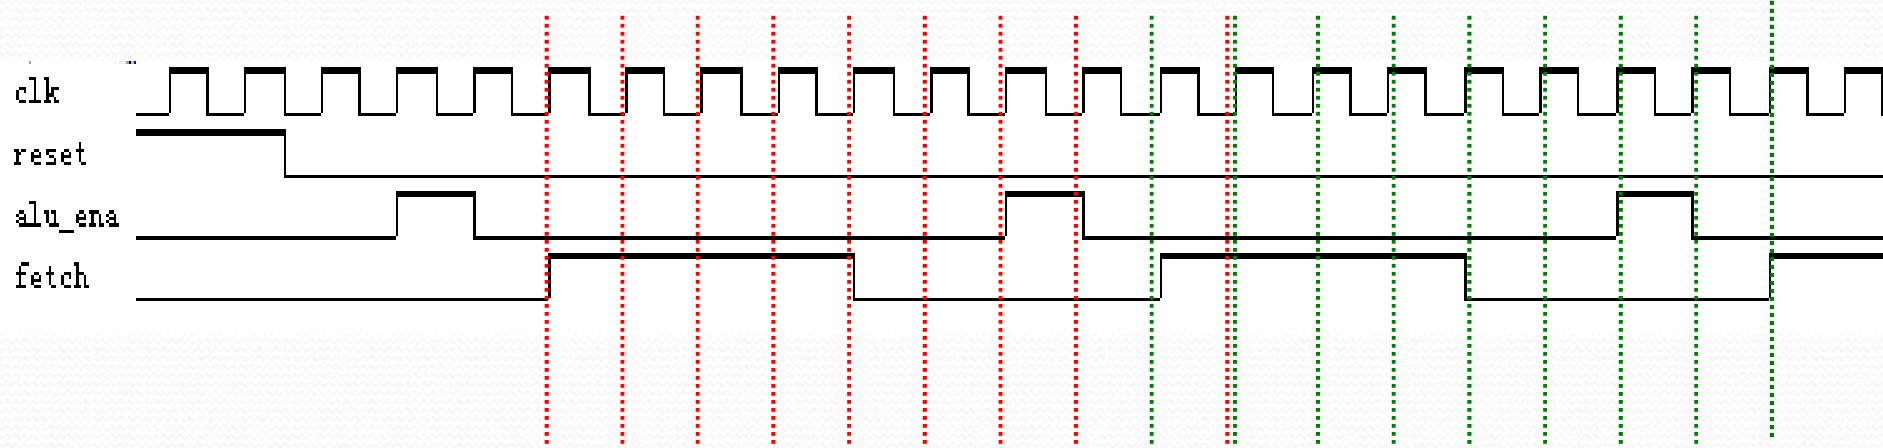 clk
reset
alu_ena
fetch